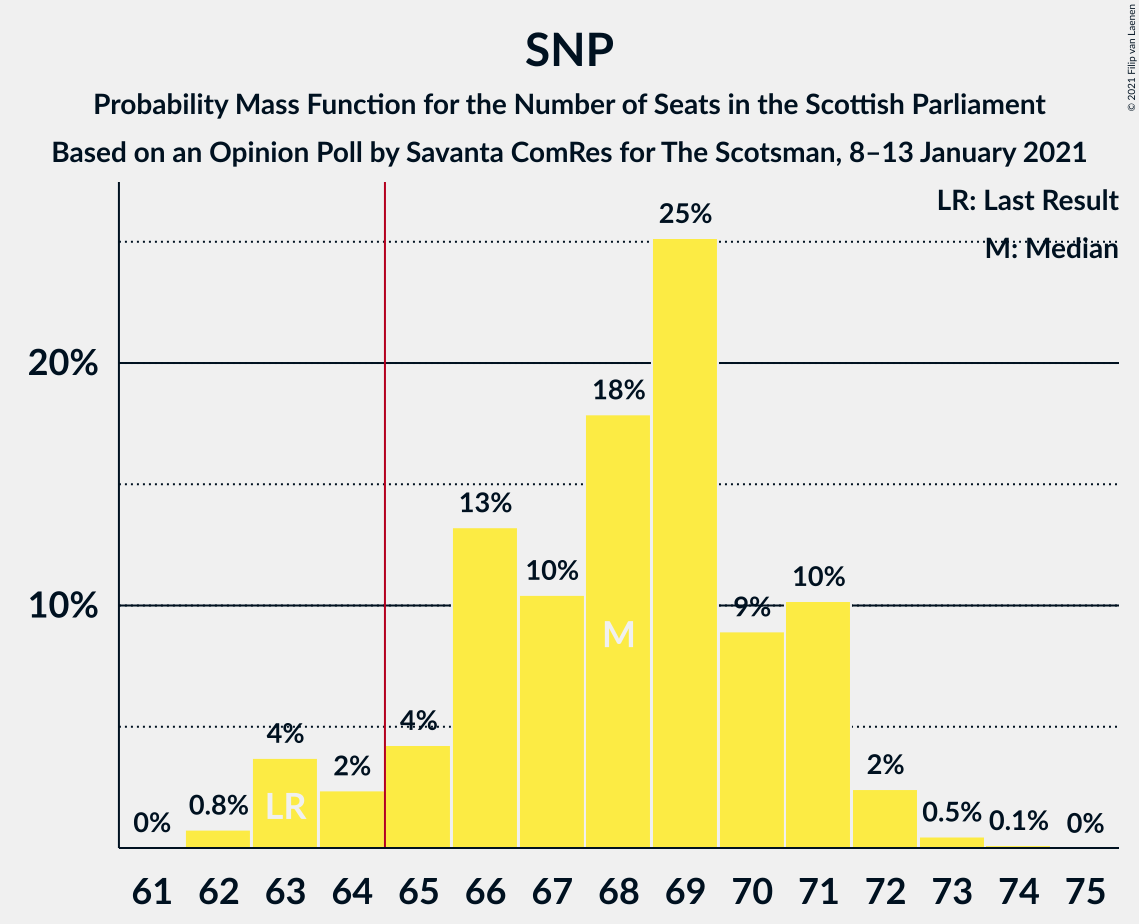 SNP
Probability Mass Function for the Number of Seats in the Scottish Parliament
Based on an Opinion Poll by Savanta ComRes for The Scotsman, 8–13 January 2021
© 2021 Filip van Laenen
LR: Last Result
M: Median
20%
10%
0%
0.8%
4%
2%
4%
13%
10%
18%
25%
9%
10%
2%
0.5%
0.1%
0%
LR
M
61 62 63 64 65 66 67 68 69 70 71 72 73 74 75